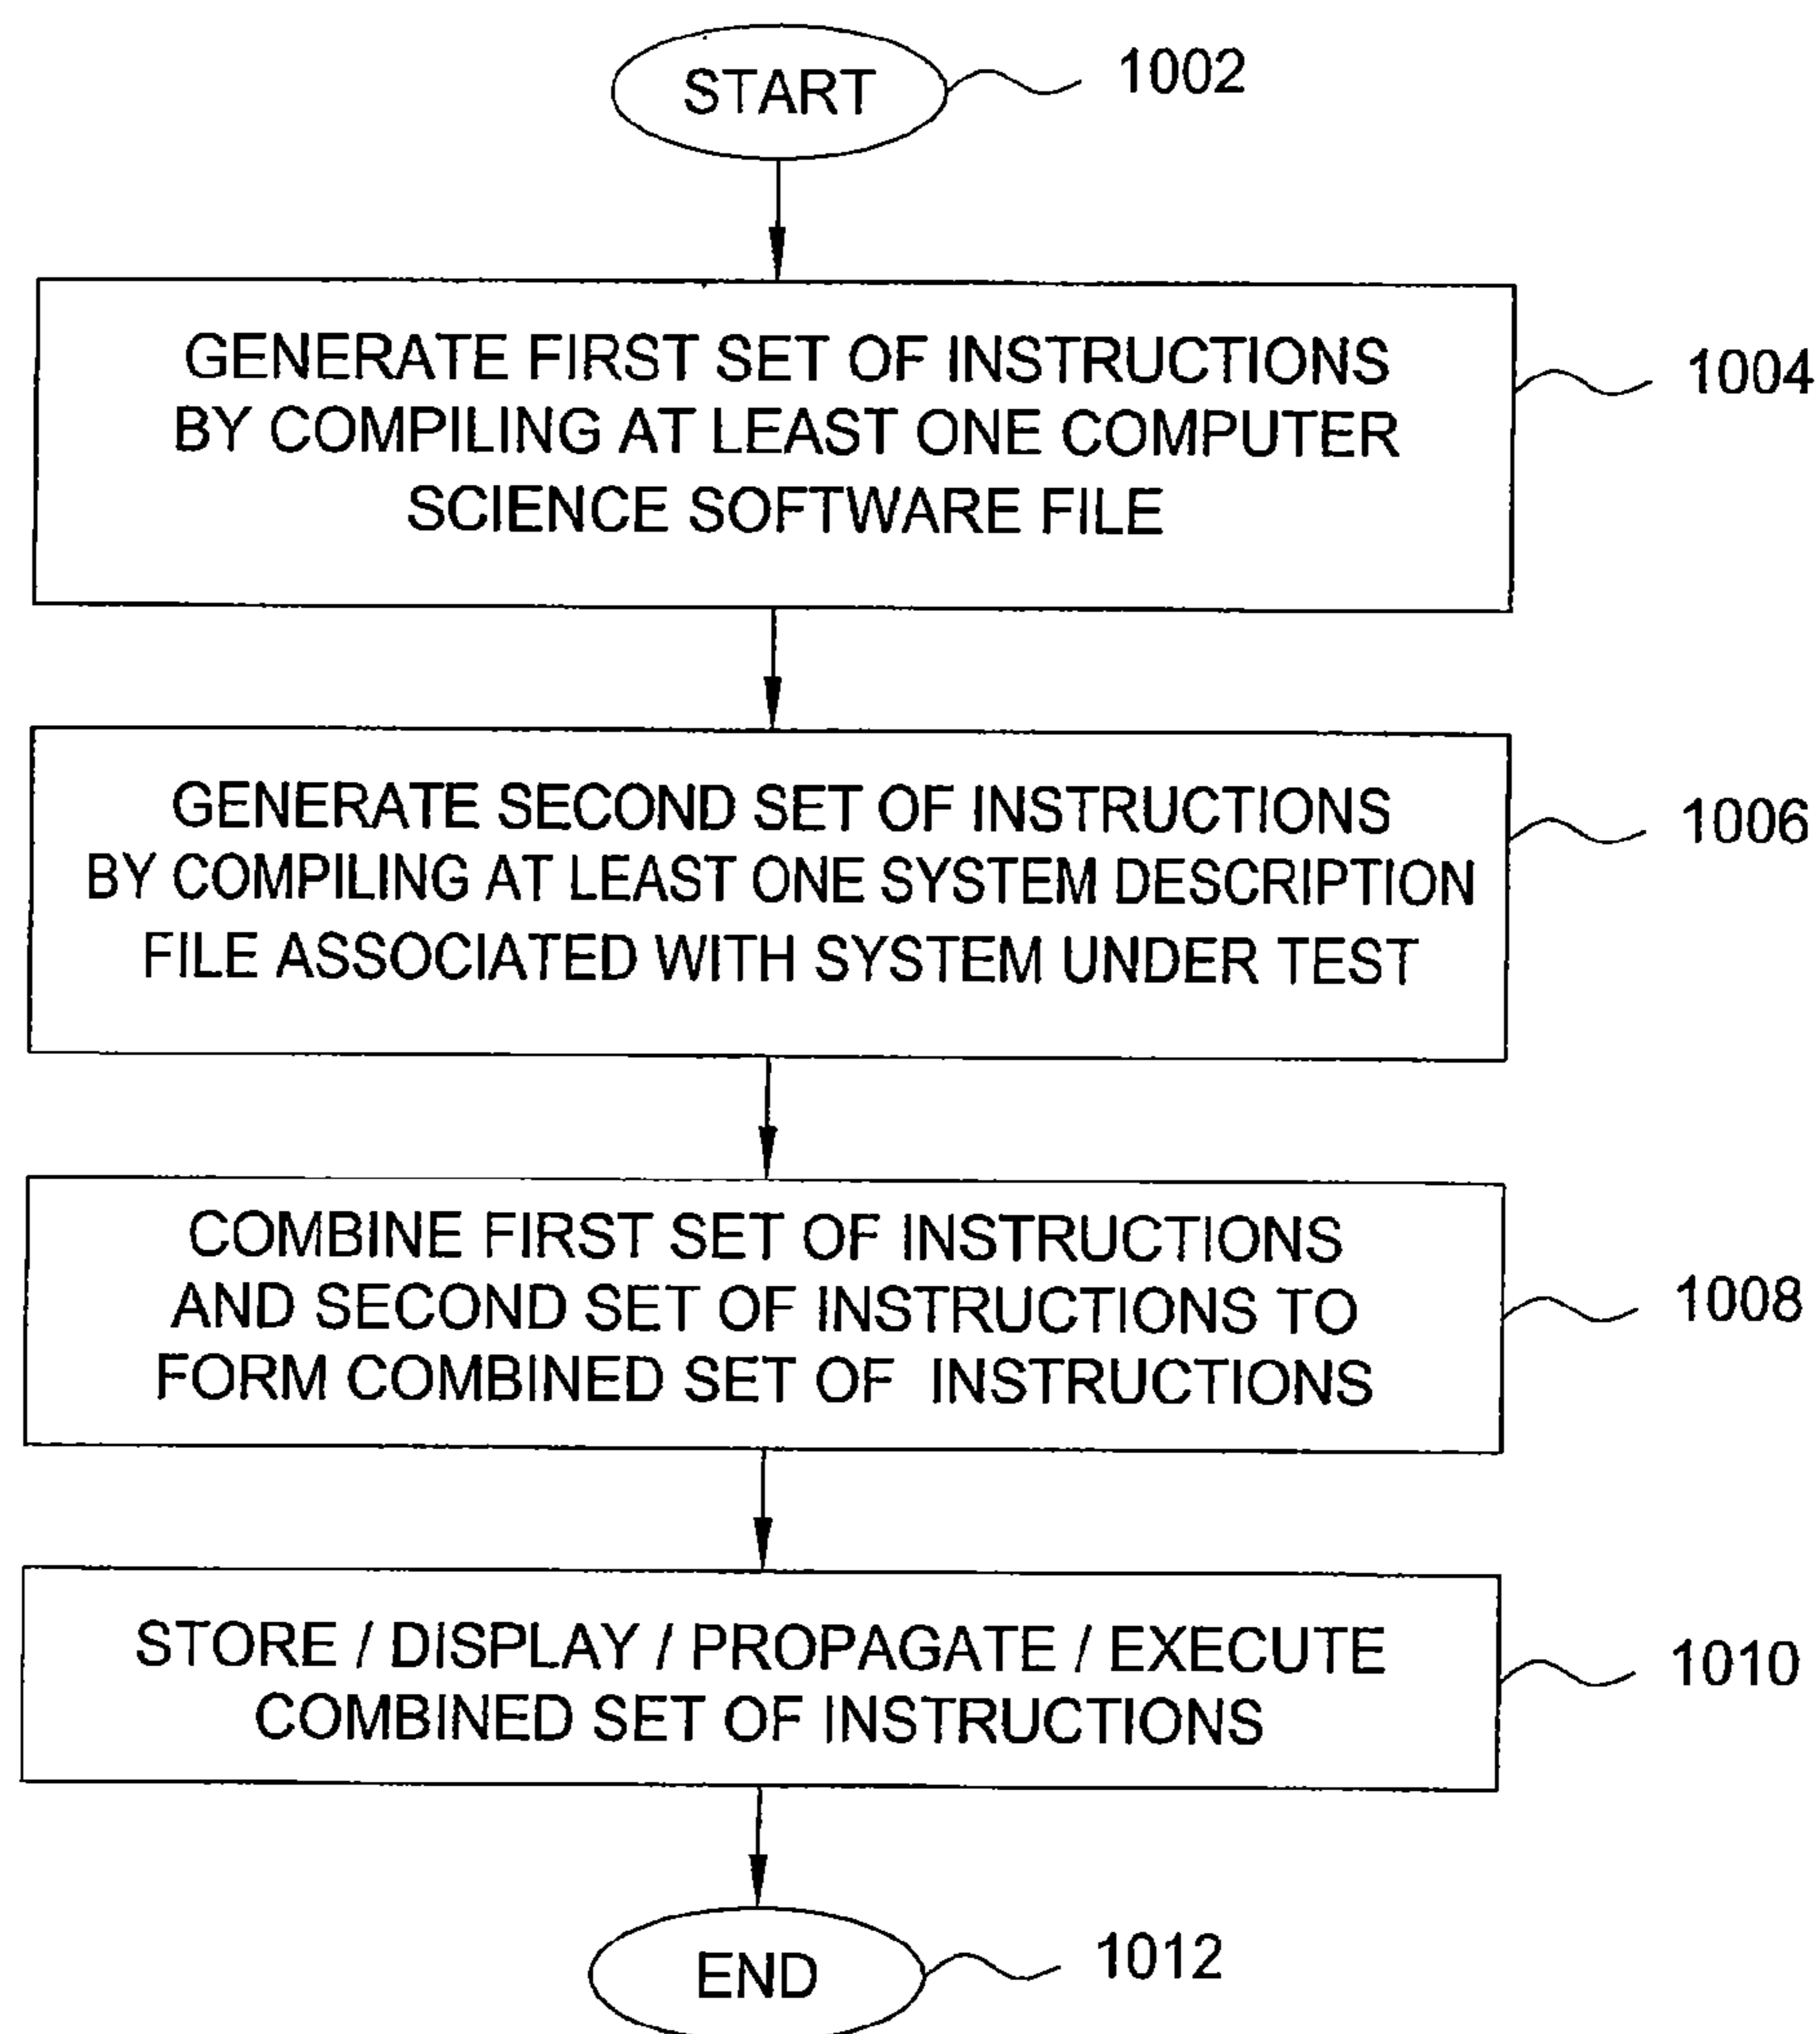 START
1002
GENERATE FIRST SET OF INSTRUCTIONS
BY COMPILING AT LEAST ONE COMPUTER
SCIENCE SOFTWARE FILE
1004
GENERATE SECOND SET OF INSTRUCTIONS
BY COMPILING AT LEAST ONE SYSTEM DESCRIPTION
FILE ASSOCIATED WITH SYSTEM UNDER TEST
1006
COMBINE FIRST SET OF INSTRUCTIONS
AND SECOND SET OF INSTRUCTIONS TO
FORM COMBINED SET OF INSTRUCTIONS
1008
STORE / DISPLAY / PROPAGATE / EXECUTE
COMBINED SET OF INSTRUCTIONS
1010
END
1012